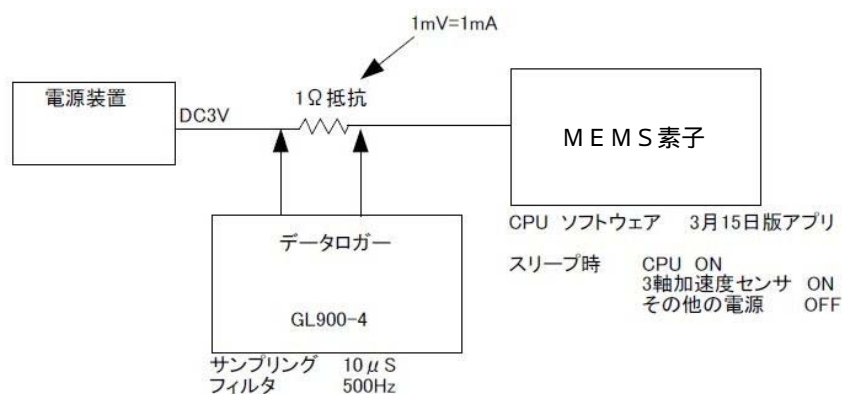 1mV=1mA
電源装置
DC3V
1Ω抵抗
MEMS素子
データロガー
GL900-4
サンプリング 10μS
フィルタ 500Hz
CPU ソフトウェア 3月15日版アプリ
スリープ時 CPU ON
3軸加速度センサ ON
その他の電源 OFF